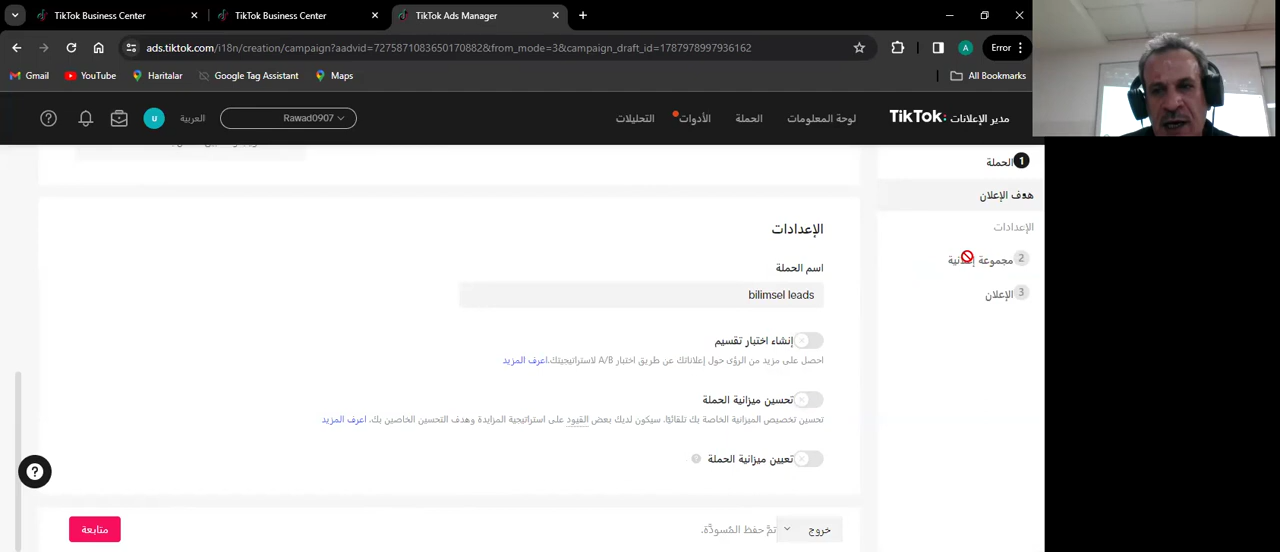 TikTok Business Center
TikTok Business Center
TikTok Ads Manager
ads.tiktok.com/i18n/creation/campaign?aadvid=7275871083650170882&from_mode=3&campaign_draft_id=1787978997936162
A
Error
Gmail
YouTube
Haritalar
Google Tag Assistant
Maps
All Bookmarks
TikTok: مدير الإعلانات
لوحة المعلومات
الحملة
الأدوات
التحليلات
Rawad0907
العربية
U
1 الحملة
هدف الإعلان
الإعدادات
2 مجموعة إعلانية
3 الإعلان
الإعدادات
اسم الحملة
bilimsel leads
إنشاء اختبار تقسيم
احصل على مزيد من الرؤى حول إعلاناتك عن طريق اختبار A/B لاستراتيجيتك.اعرف المزيد
تحسين ميزانية الحملة
تحسين تخصيص الميزانية الخاصة بك تلقائيًا. سيكون لديك بعض القيود على استراتيجية المزايدة وهدف التحسين الخاصين بك. اعرف المزيد
تعيين ميزانية الحملة
خروج
تمَّ حفظ المُسودَّة.
متابعة